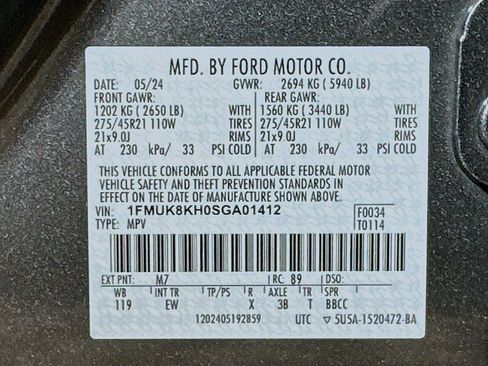 MFD. BY FORD MOTOR CO.
DATE: 05/24 GVWR: 2694 KG ( 5940 LB)
FRONT GAWR: REAR GAWR:
1202 KG ( 2650 LB) WITH 1560 KG ( 3440 LB) WITH
275/45R21 110W TIRES 275/45R21 110W TIRES
21x9.0J RIMS 21x9.0J RIMS
AT 230 kPa/ 33 PSI COLD AT 230 kPa/ 33 PSI COLD
THIS VEHICLE CONFORMS TO ALL APPLICABLE FEDERAL MOTOR
VEHICLE SAFETY AND THEFT PREVENTION STANDARDS IN
EFFECT ON THE DATE OF MANUFACTURE SHOWN ABOVE.
VIN: 1FMUK8KH0SGA01412 F0034
TYPE: MPV T0114
EXT PNT: M7 RC: 89 DSO:
WB INT TR TP/PS R AXLE TR SPR
119 EW X 3B T BBCC
1202405192859 UTC ▽ 5U5A-1520472-BA